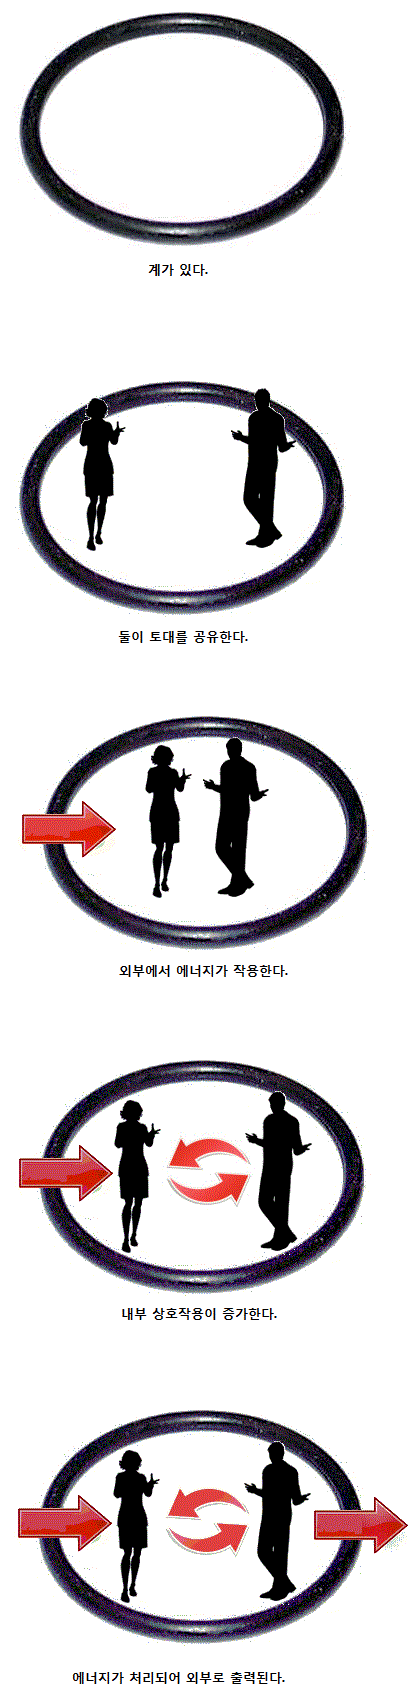 계가 있다.
둘이 토대를 공유한다.
외부에서 에너지가 작용한다.
내부 상호작용이 증가한다.
에너지가 처리되어 외부로 출력된다.